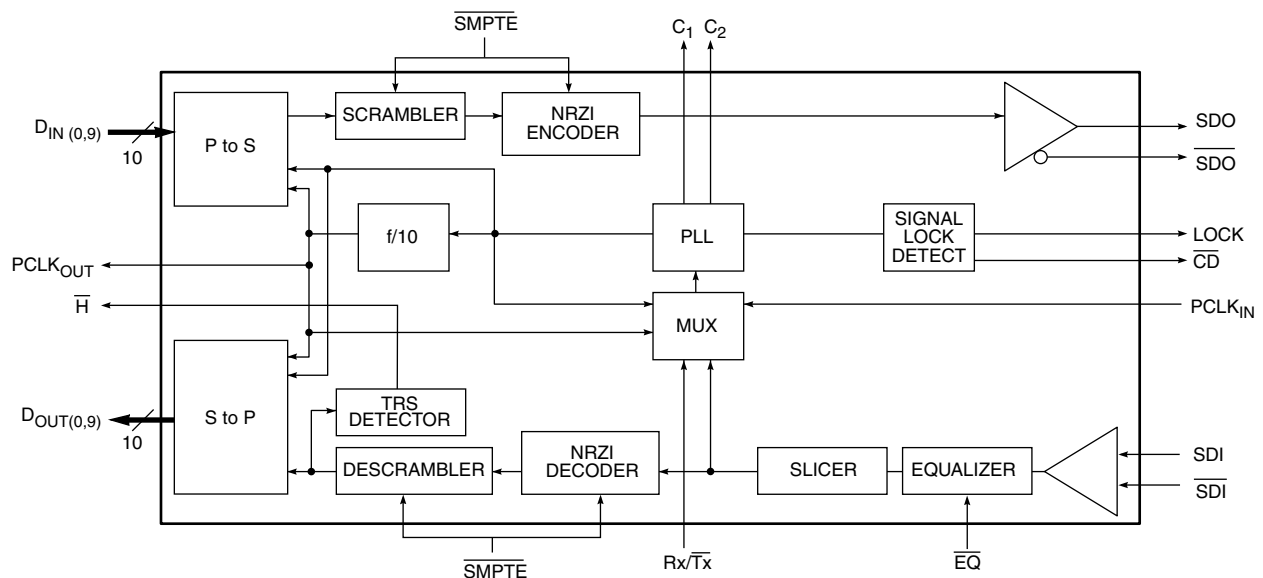 SMPTE
C1 C2
DIN (0,9)
10
P to S
SCRAMBLER
NRZI
ENCODER
SDO
SDO
f/10
PLL
SIGNAL
LOCK
DETECT
LOCK
CD
PCLKOUT
H
MUX
PCLKIN
DOUT(0,9)
10
S to P
TRS
DETECTOR
DESCRAMBLER
NRZI
DECODER
SLICER
EQUALIZER
SDI
SDI
SMPTE
Rx/Tx
EQ